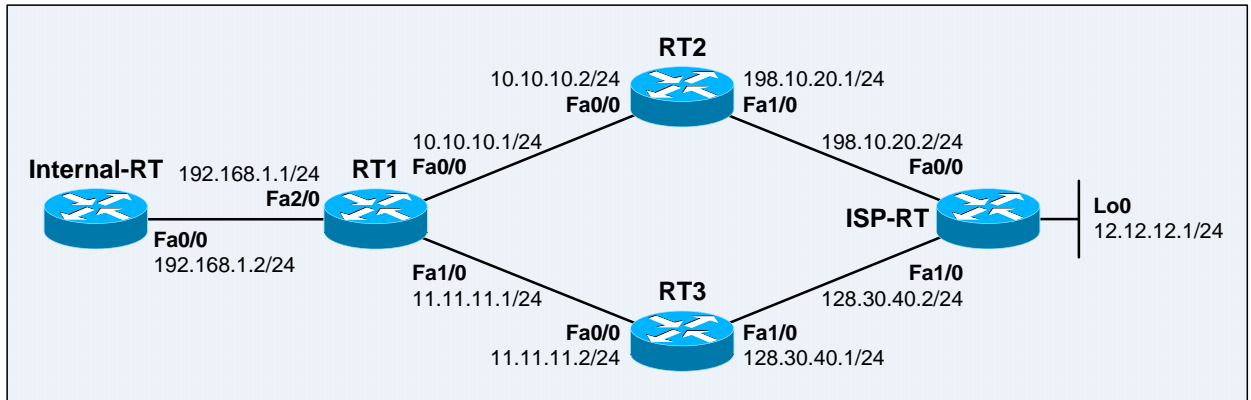 RT2
10.10.10.2/24
Fa0/0
198.10.20.1/24
Fa1/0
10.10.10.1/24
Fa0/0
198.10.20.2/24
Fa0/0
Internal-RT
192.168.1.1/24
Fa2/0
RT1
ISP-RT
Lo0
12.12.12.1/24
Fa0/0
192.168.1.2/24
Fa1/0
11.11.11.1/24
RT3
Fa1/0
128.30.40.2/24
Fa0/0
11.11.11.2/24
Fa1/0
128.30.40.1/24